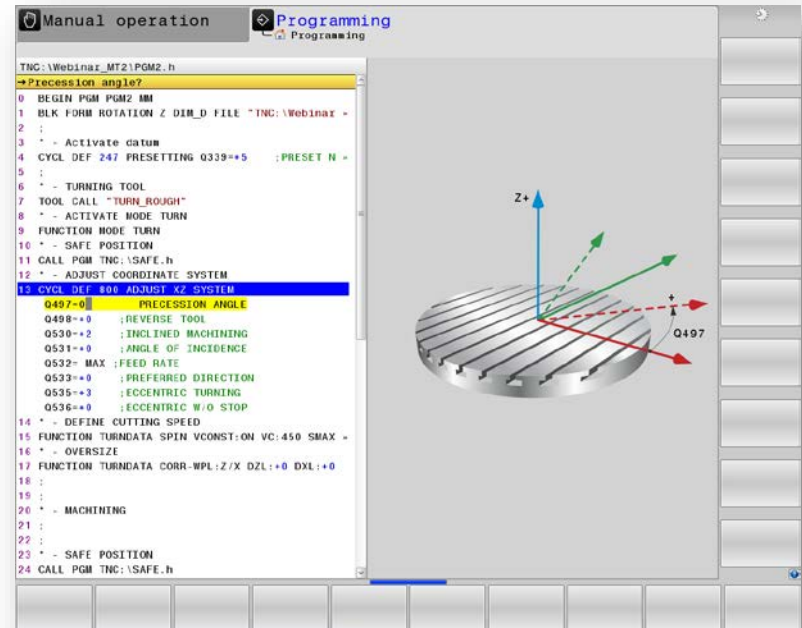 Manual operation
Programming
Programming
TNC:\Webinar_MT2\PGM2.h
→Precession angle?
0 BEGIN PGM PGM2 MM
1 BLK FORM ROTATION Z DIM_D FILE "TNC:\Webinar »
2 ;
3 * - Activate datum
4 CYCL DEF 247 PRESETTING Q339=+5 ;PRESET N »
5 ;
6 * - TURNING TOOL
7 TOOL CALL "TURN_ROUGH"
8 * - ACTIVATE MODE TURN
9 FUNCTION MODE TURN
10 * - SAFE POSITION
11 CALL PGM TNC:\SAFE.h
12 * - ADJUST COORDINATE SYSTEM
13 CYCL DEF 800 ADJUST XZ SYSTEM
Q497=0 PRECESSION ANGLE
Q498=+0 ;REVERSE TOOL
Q530=+2 ;INCLINED MACHINING
Q531=+0 ;ANGLE OF INCIDENCE
Q532= MAX ;FEED RATE
Q533=+0 ;PREFERRED DIRECTION
Q535=+3 ;ECCENTRIC TURNING
Q536=+0 ;ECCENTRIC W/O STOP
14 * - DEFINE CUTTING SPEED
15 FUNCTION TURNDATA SPIN VCONST:ON VC:450 SMAX »
16 * - OVERSIZE
17 FUNCTION TURNDATA CORR-WPL:Z/X DZL:+0 DXL:+0
18 ;
19 ;
20 * - MACHINING
21 ;
22 ;
23 * - SAFE POSITION
24 CALL PGM TNC:\SAFE.h
Z+
+
Q497